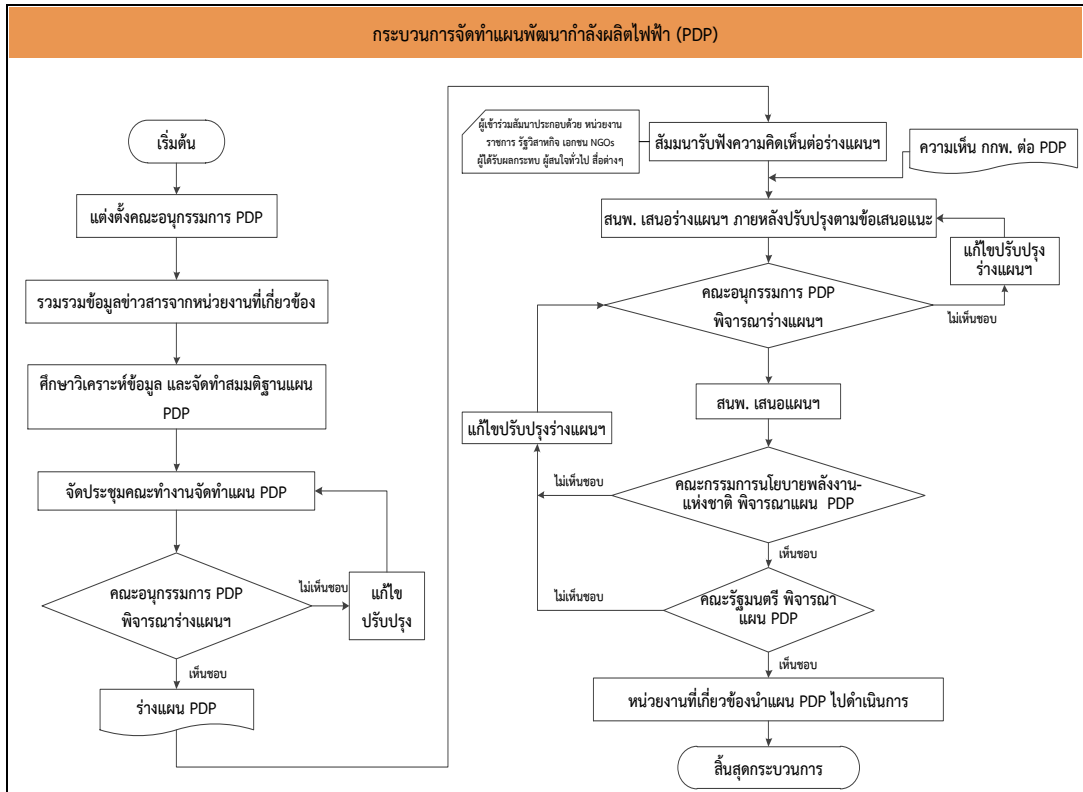 กระบวนการจัดทำแผนพัฒนากำลังผลิตไฟฟ้า (PDP)
เริ่มต้น
แต่งตั้งคณะอนุกรรมการ PDP
รวมรวมข้อมูลข่าวสารจากหน่วยงานที่เกี่ยวข้อง
ศึกษาวิเคราะห์ข้อมูล และจัดทำสมมติฐานแผน
PDP
จัดประชุมคณะทำงานจัดทำแผน PDP
คณะอนุกรรมการ PDP
พิจารณาร่างแผนฯ
ไม่เห็นชอบ
แก้ไข
ปรับปรุง
เห็นชอบ
ร่างแผน PDP
ผู้เข้าร่วมสัมนาประกอบด้วย หน่วยงาน
ราชการ รัฐวิสาหกิจ เอกชน NGOs
ผู้ได้รับผลกระทบ ผู้สนใจทั่วไป สื่อต่างๆ
สัมมนารับฟังความคิดเห็นต่อร่างแผนฯ
ความเห็น กกพ. ต่อ PDP
สนพ. เสนอร่างแผนฯ ภายหลังปรับปรุงตามข้อเสนอแนะ
แก้ไขปรับปรุง
ร่างแผนฯ
คณะอนุกรรมการ PDP
พิจารณาร่างแผนฯ
ไม่เห็นชอบ
สนพ. เสนอแผนฯ
แก้ไขปรับปรุงร่างแผนฯ
ไม่เห็นชอบ
คณะกรรมการนโยบายพลังงาน-
แห่งชาติ พิจารณาแผน PDP
เห็นชอบ
ไม่เห็นชอบ
คณะรัฐมนตรี พิจารณา
แผน PDP
เห็นชอบ
หน่วยงานที่เกี่ยวข้องนำแผน PDP ไปดำเนินการ
สิ้นสุดกระบวนการ